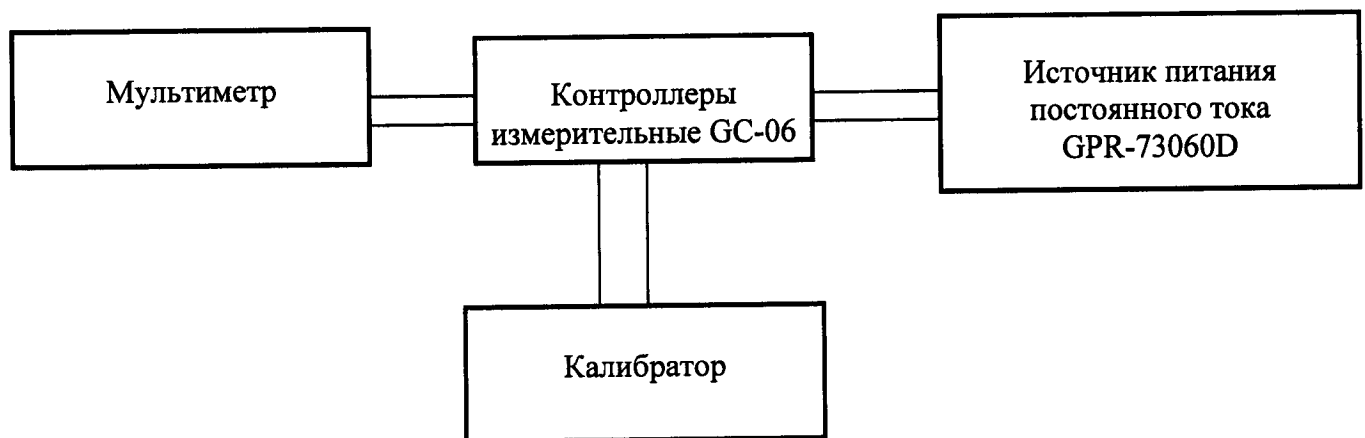 Мультиметр
Контроллеры
измерительные GC-06
Источник питания
постоянного тока
GPR-73060D
Калибратор